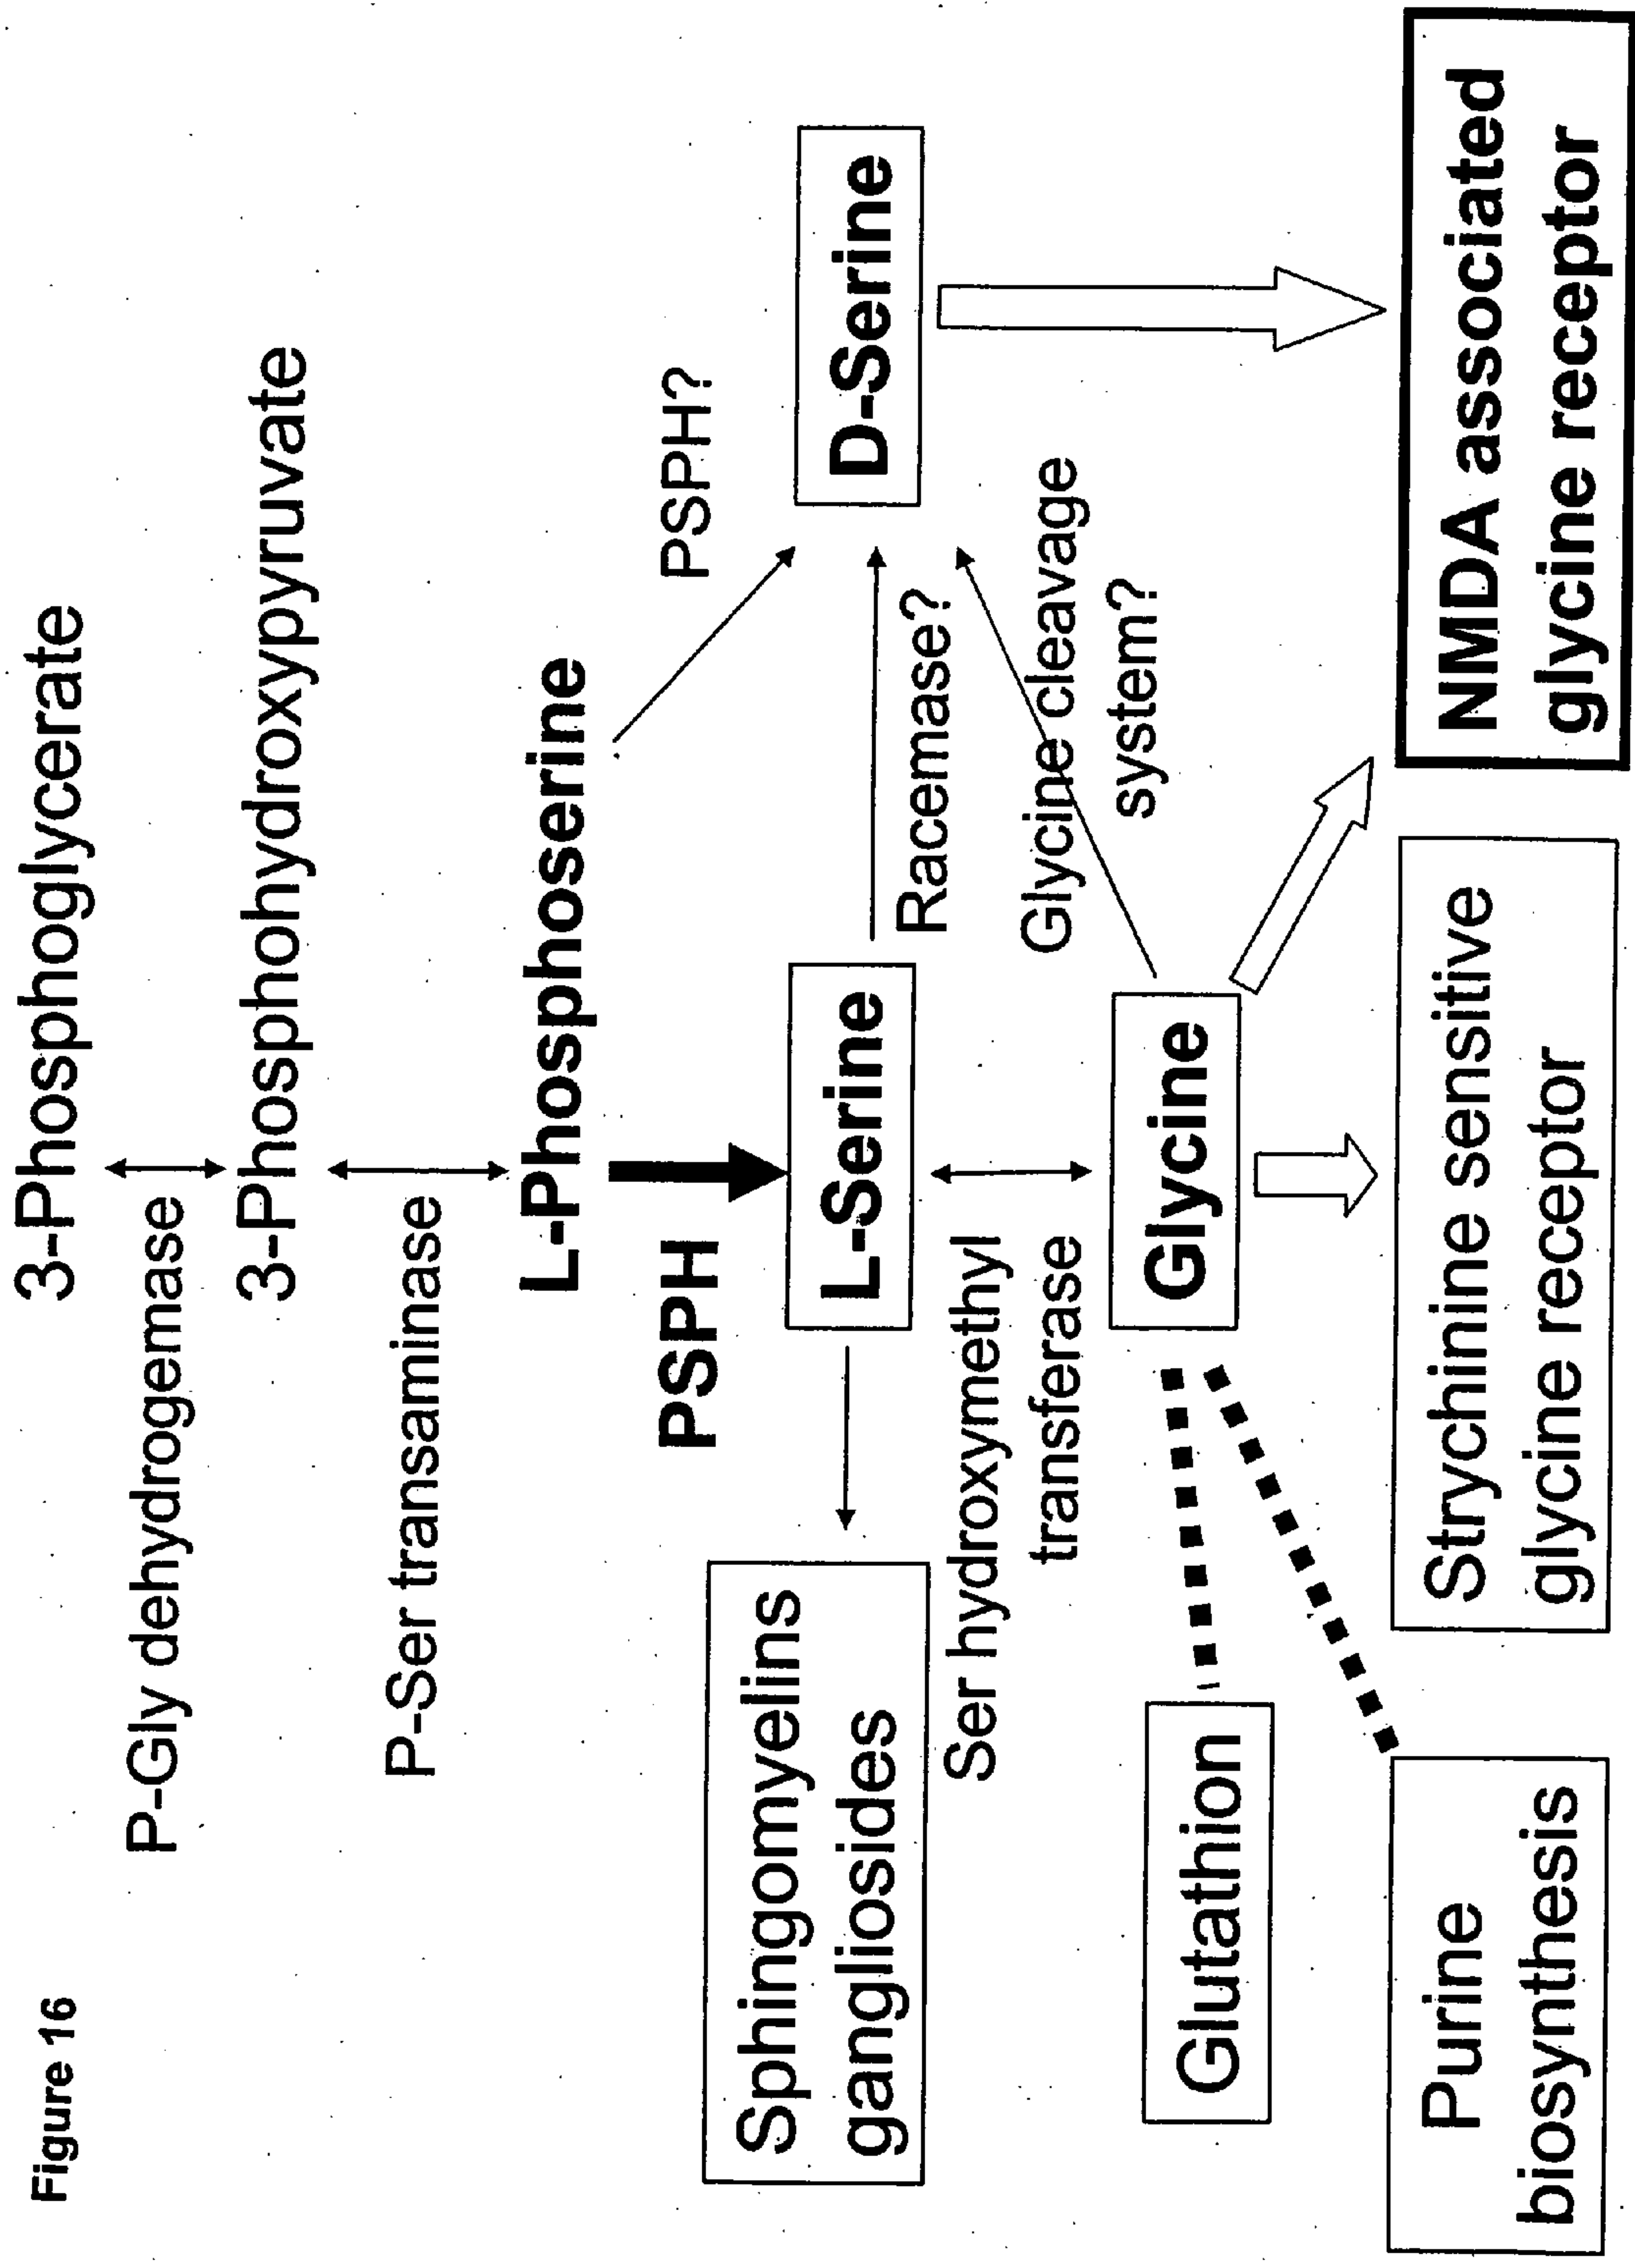 Figure 16
3-Phosphoglycerate
P-Gly dehydrogemase
3-Phosphohydroxypyruvate
P-Ser transaminase
L-Phosphoserine
PSPH
PSPH?
Sphingomyelins
gangliosides
L-Serine
D-Serine
Racemase?
Ser hydroxymethyl
transferase
Glycine cleavage
system?
Glutathion
Glycine
Purine
biosynthesis
Strychinine sensitive
glycine receptor
NMDA associated
glycine receptor